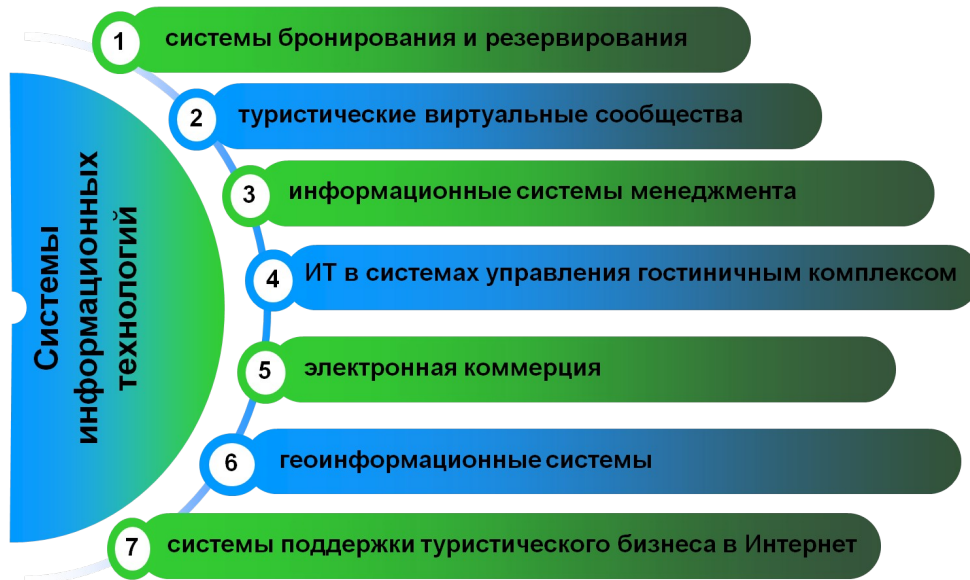 Системы
информационных
технологий
1 системы бронирования и резервирования
2 туристические виртуальные сообщества
3 информационные системы менеджмента
4 ИТ в системах управления гостиничным комплексом
5 электронная коммерция
6 геоинформационные системы
7 системы поддержки туристического бизнеса в Интернет